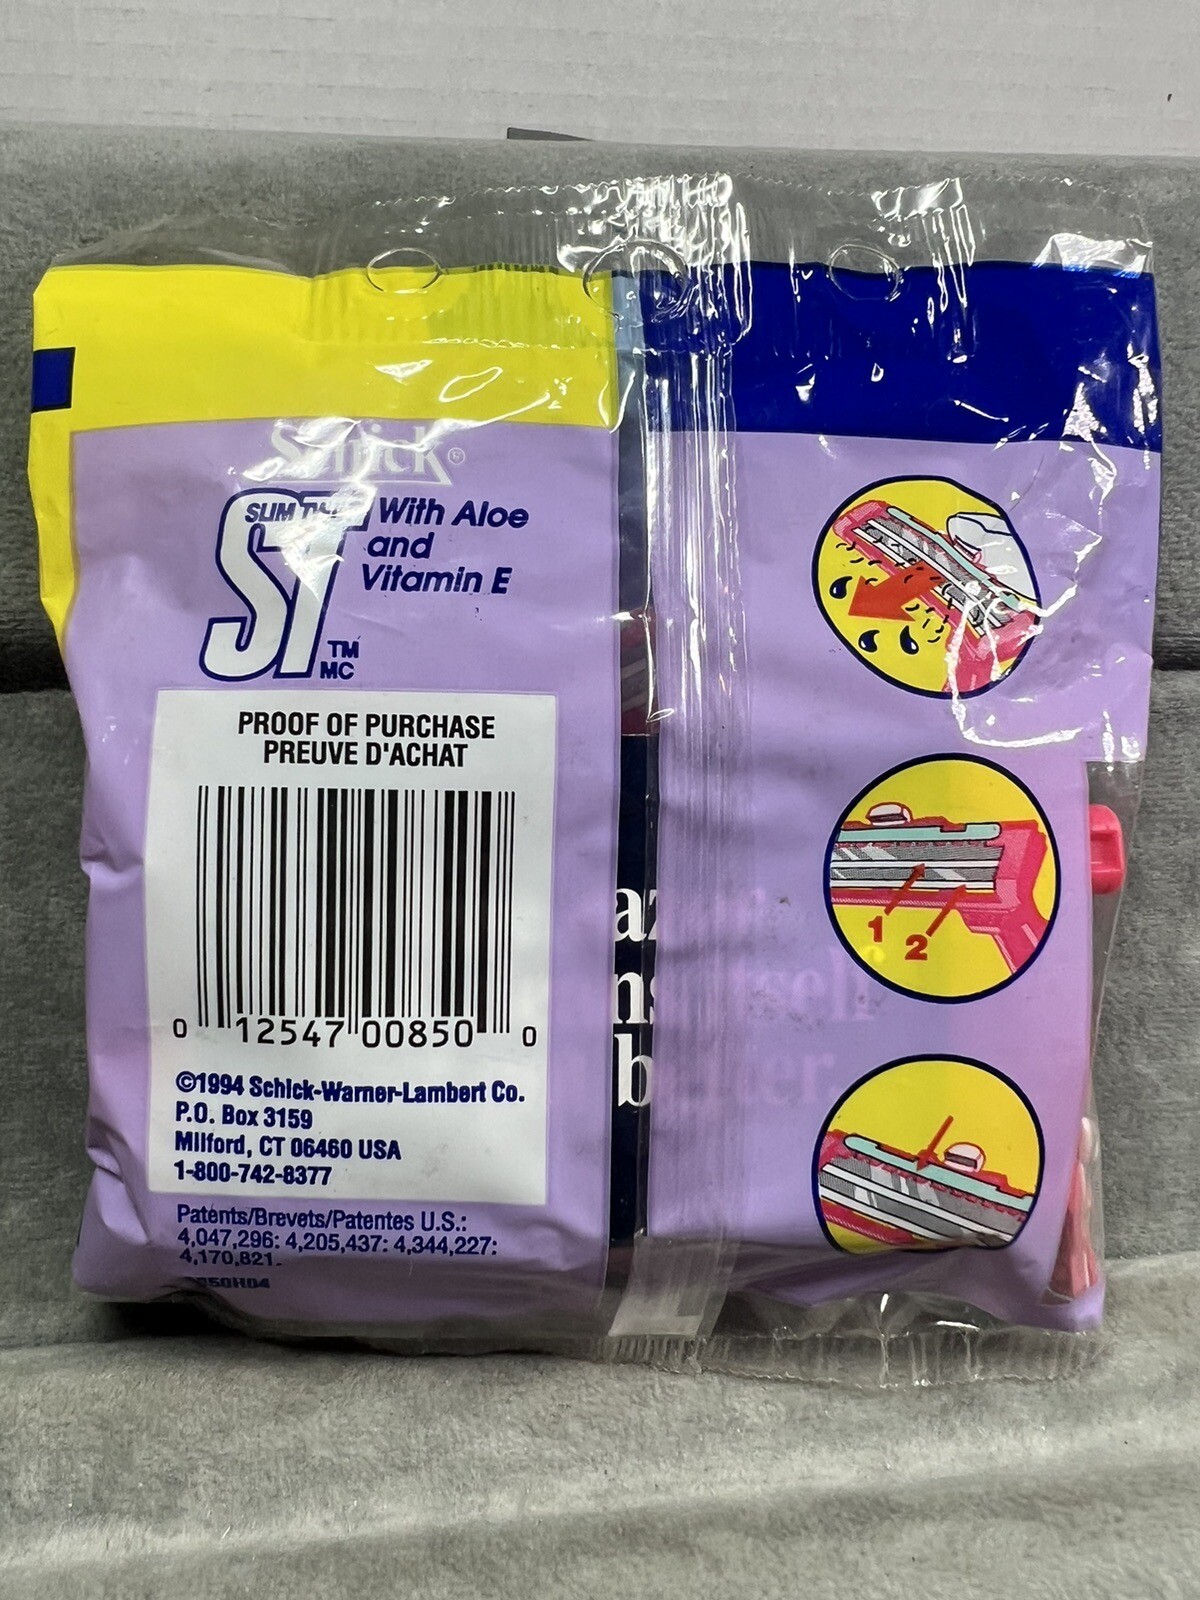 Schick®
SLIM TWIN
ST
With Aloe
and
Vitamin E
TM
MC
PROOF OF PURCHASE
PREUVE D'ACHAT
0 12547 00850 0
©1994 Schick-Warner-Lambert Co.
P.O. Box 3159
Milford, CT 06460 USA
1-800-742-8377
Patents/Brevets/Patentes U.S.:
4,047,296: 4,205,437: 4,344,227:
4,170,821.
1
2
itself